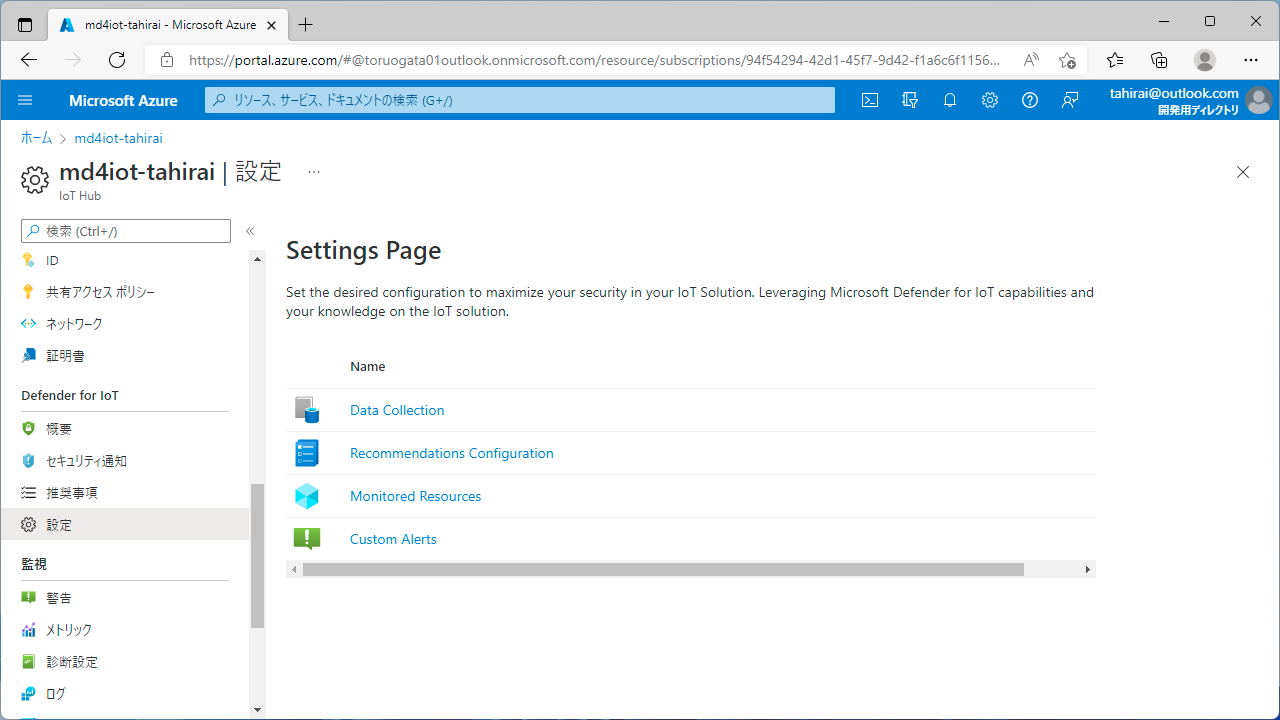 md4iot-tahirai - Microsoft Azure
https://portal.azure.com/#@toruogata01outlook.onmicrosoft.com/resource/subscriptions/94f54294-42d1-45f7-9d42-f1a6c6f1156...
Microsoft Azure
リソース、サービス、ドキュメントの検索 (G+/)
tahirai@outlook.com
開発用ディレクトリ
ホーム > md4iot-tahirai
md4iot-tahirai | 設定 ...
IoT Hub
検索 (Ctrl+/)
«
ID
共有アクセス ポリシー
ネットワーク
証明書
Defender for IoT
概要
セキュリティ通知
推奨事項
設定
監視
警告
メトリック
診断設定
ログ
Settings Page
Set the desired configuration to maximize your security in your IoT Solution. Leveraging Microsoft Defender for IoT capabilities and
your knowledge on the IoT solution.
Name
Data Collection
Recommendations Configuration
Monitored Resources
Custom Alerts